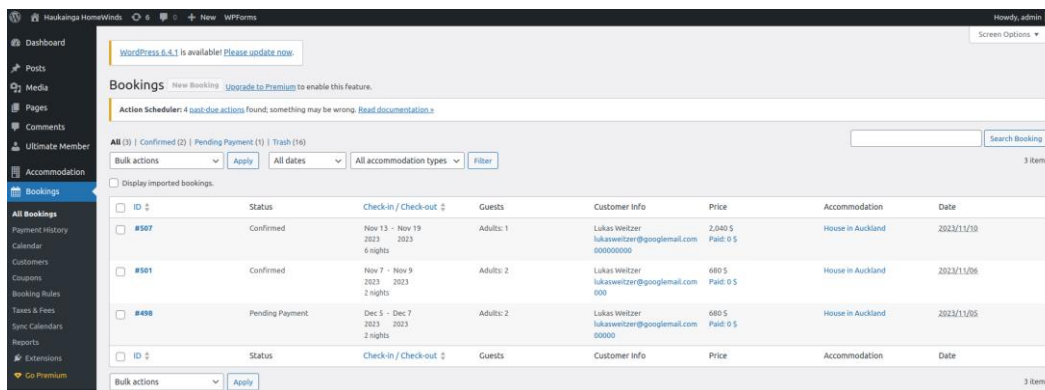 Haukainga HomeWinds 6 0 + New WPForms Howdy, admin
Screen Options ▼
Dashboard
Posts
Media
Pages
Comments
Ultimate Member
Accommodation
Bookings
All Bookings
Payment History
Calendar
Customers
Coupons
Booking Rules
Taxes & Fees
Sync Calendars
Reports
Extensions
Go Premium
WordPress 6.4.1 is available! Please update now.
Bookings New Booking Upgrade to Premium to enable this feature.
Action Scheduler: 4 past-due actions found; something may be wrong. Read documentation »
All (3) | Confirmed (2) | Pending Payment (1) | Trash (16)
Search Booking
Bulk actions Apply All dates All accommodation types Filter 3 item
Display imported bookings.
ID Status Check-in / Check-out Guests Customer Info Price Accommodation Date
#507 Confirmed Nov 13 - Nov 19 Adults: 1 Lukas Weitzer 2,040 $ House in Auckland 2023/11/10
2023 2023 lukasweitzer@googlemail.com Paid: 0 $
6 nights 000000000
#501 Confirmed Nov 7 - Nov 9 Adults: 2 Lukas Weitzer 680 $ House in Auckland 2023/11/06
2023 2023 lukasweitzer@googlemail.com Paid: 0 $
2 nights 000
#498 Pending Payment Dec 5 - Dec 7 Adults: 2 Lukas Weitzer 680 $ House in Auckland 2023/11/05
2023 2023 lukasweitzer@googlemail.com Paid: 0 $
2 nights 00000
ID Status Check-in / Check-out Guests Customer Info Price Accommodation Date
Bulk actions Apply 3 item